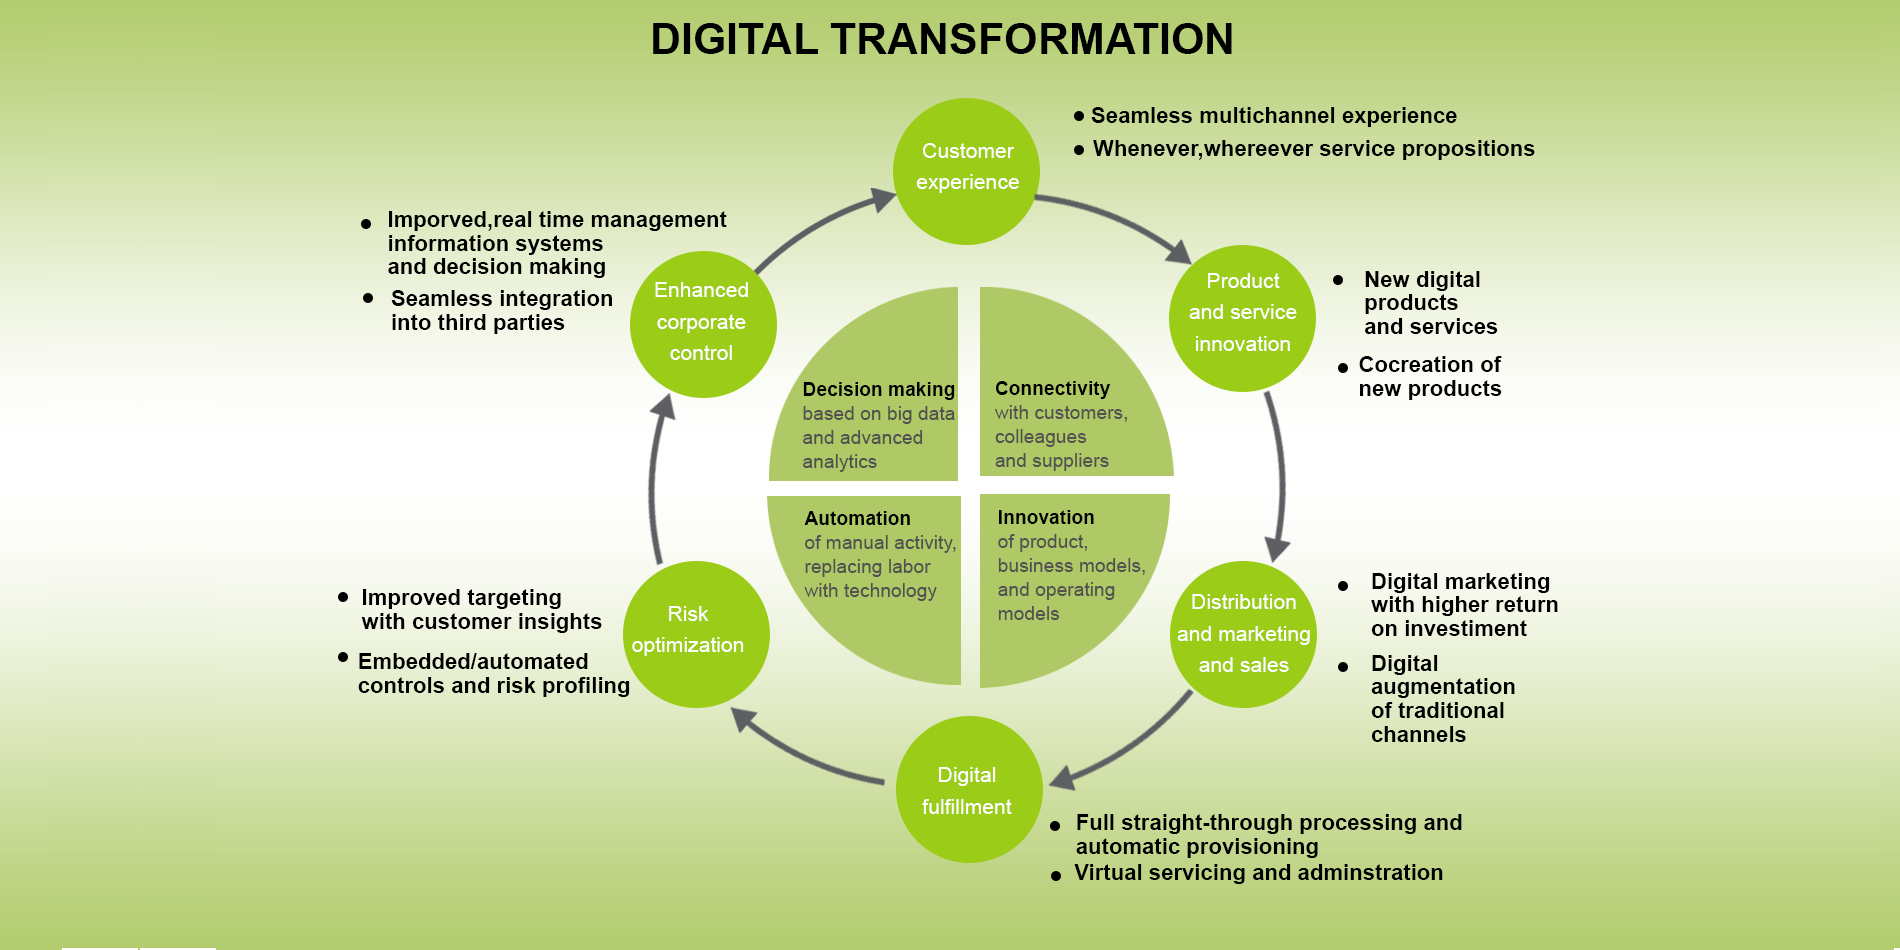 DIGITAL TRANSFORMATION
Customer
experience
Seamless multichannel experience
Whenever,whereever service propositions
Product
and service
innovation
New digital
products
and services
Cocreation of
new products
Distribution
and marketing
and sales
Digital marketing
with higher return
on investiment
Digital
augmentation
of traditional
channels
Digital
fulfillment
Full straight-through processing and
automatic provisioning
Virtual servicing and adminstration
Risk
optimization
Improved targeting
with customer insights
Embedded/automated
controls and risk profiling
Enhanced
corporate
control
Imporved,real time management
information systems
and decision making
Seamless integration
into third parties
Decision making
based on big data
and advanced
analytics
Connectivity
with customers,
colleagues
and suppliers
Automation
of manual activity,
replacing labor
with technology
Innovation
of product,
business models,
and operating
models